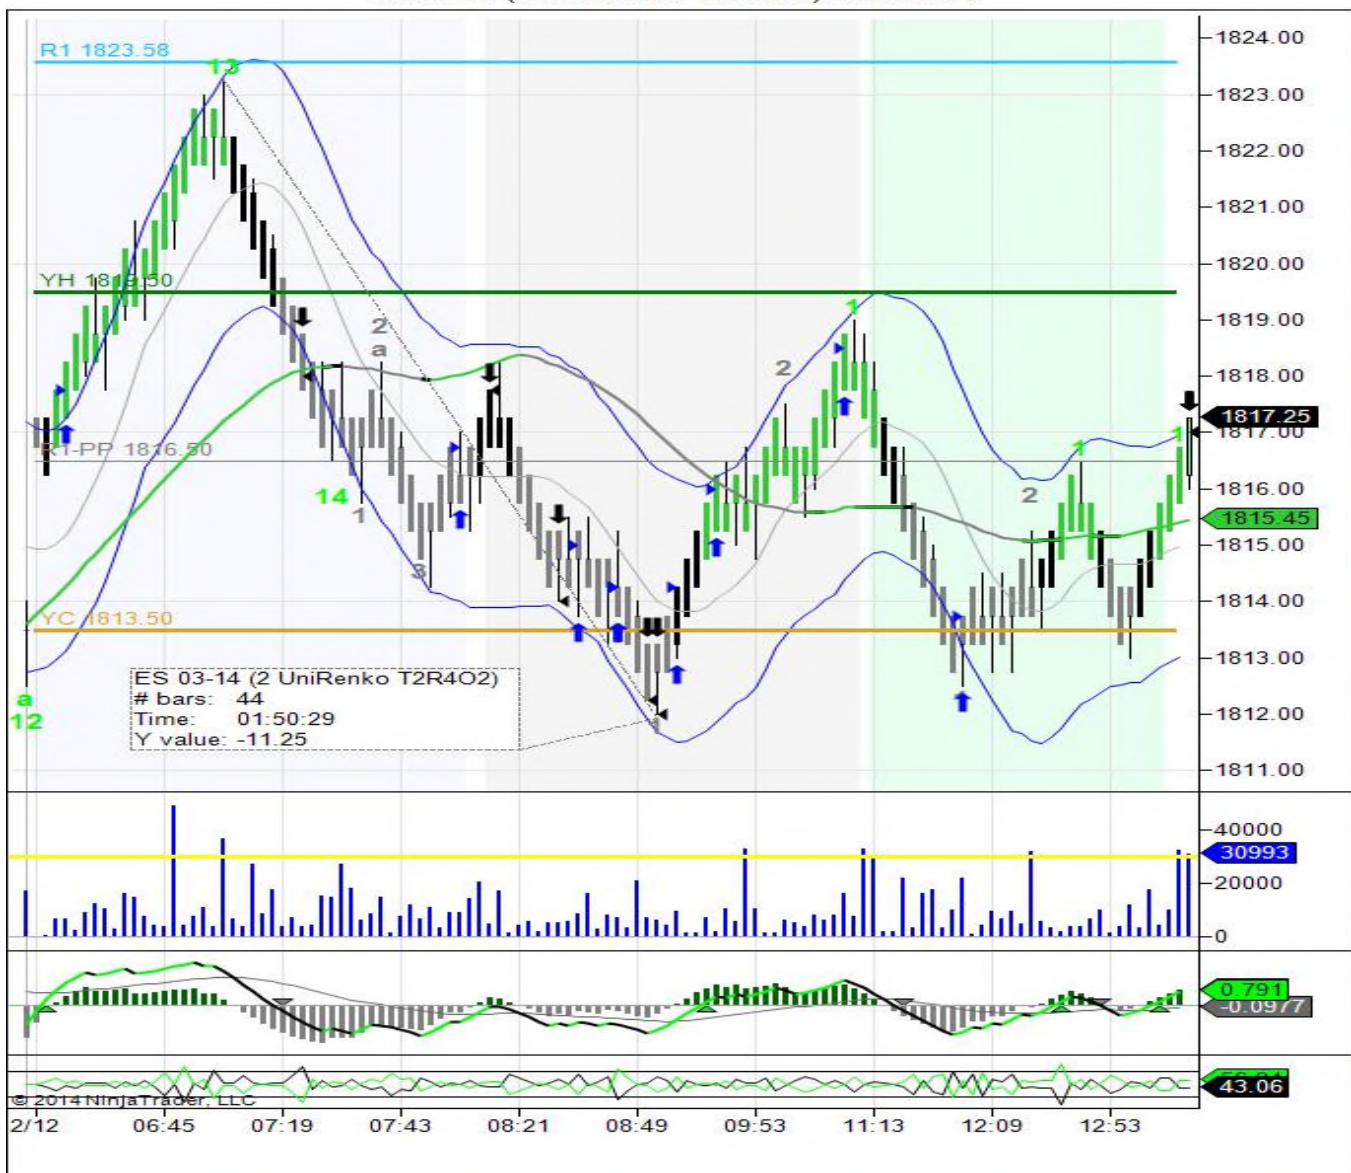 R1 1823.58
13
YH 1819.50
2
a
R1-PP 1816.50
14
1
3
YC 1813.50
a
12
2
1
2
1
1
ES 03-14 (2 UniRenko T2R4O2)
# bars: 44
Time: 01:50:29
Y value: -11.25
1824.00
1823.00
1822.00
1821.00
1820.00
1819.00
1818.00
1817.25
1817.00
1816.00
1815.45
1815.00
1814.00
1813.00
1812.00
1811.00
40000
30993
20000
0
0.791
-0.0977
43.06
© 2014 NinjaTrader, LLC
2/12 06:45 07:19 07:43 08:21 08:49 09:53 11:13 12:09 12:53